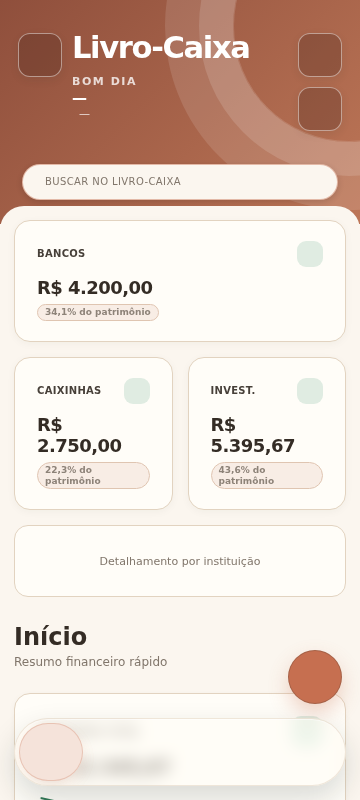 Livro-Caixa
BOM DIA
—
—
BUSCAR NO LIVRO-CAIXA
BANCOS
R$ 4.200,00
34,1% do patrimônio
CAIXINHAS
R$
2.750,00
22,3% do
patrimônio
INVEST.
R$
5.395,67
43,6% do
patrimônio
Detalhamento por instituição
Início
Resumo financeiro rápido